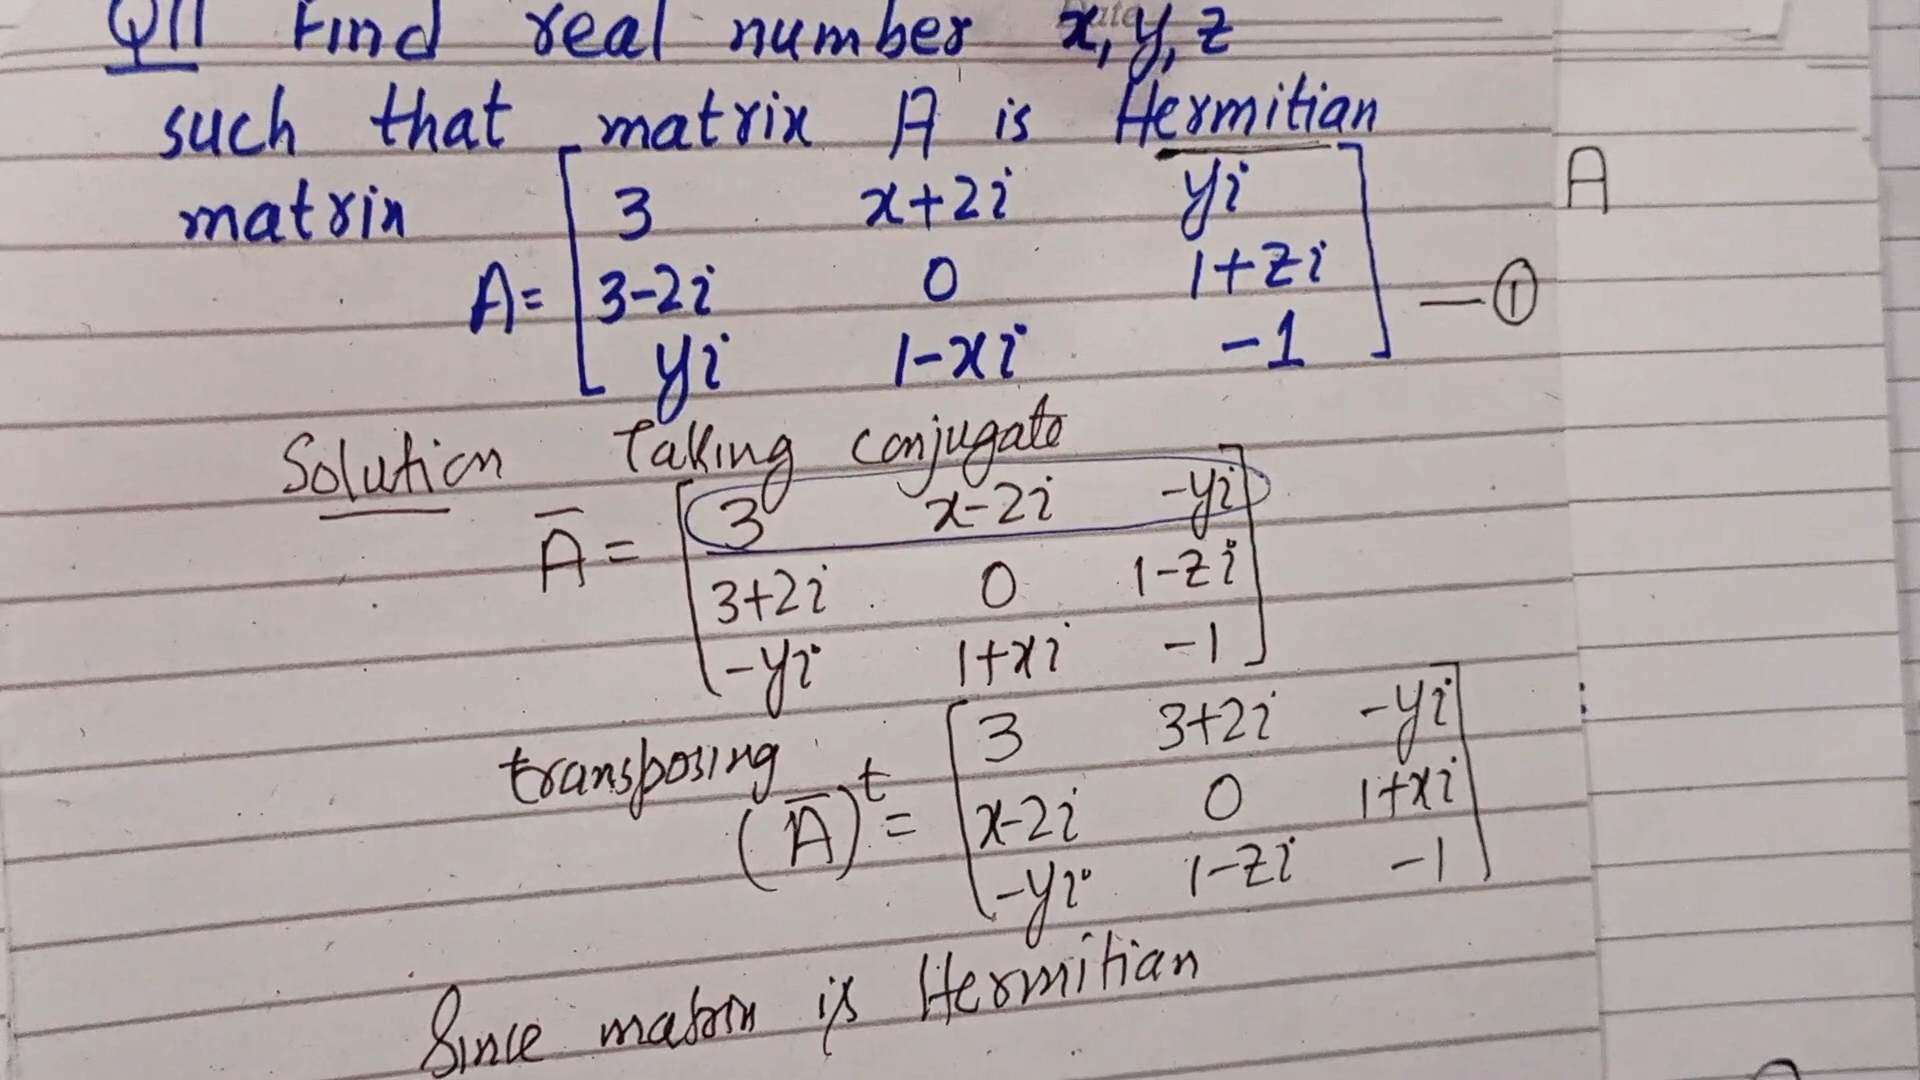 Q11 Find real number x, y, z
such that matrix A is Hermitian
matrix
A = [ 3 x+2i yi
3-2i 0 1+zi
yi 1-xi -1 ] — ①
A
Solution Taking conjugate
Ā = [ 3 x-2i -yi
3+2i 0 1-zi
-yi 1+xi -1 ]
transposing
(Ā)ᵗ = [ 3 3+2i -yi
x-2i 0 1+xi
-yi 1-zi -1 ]
Since matrix is Hermitian